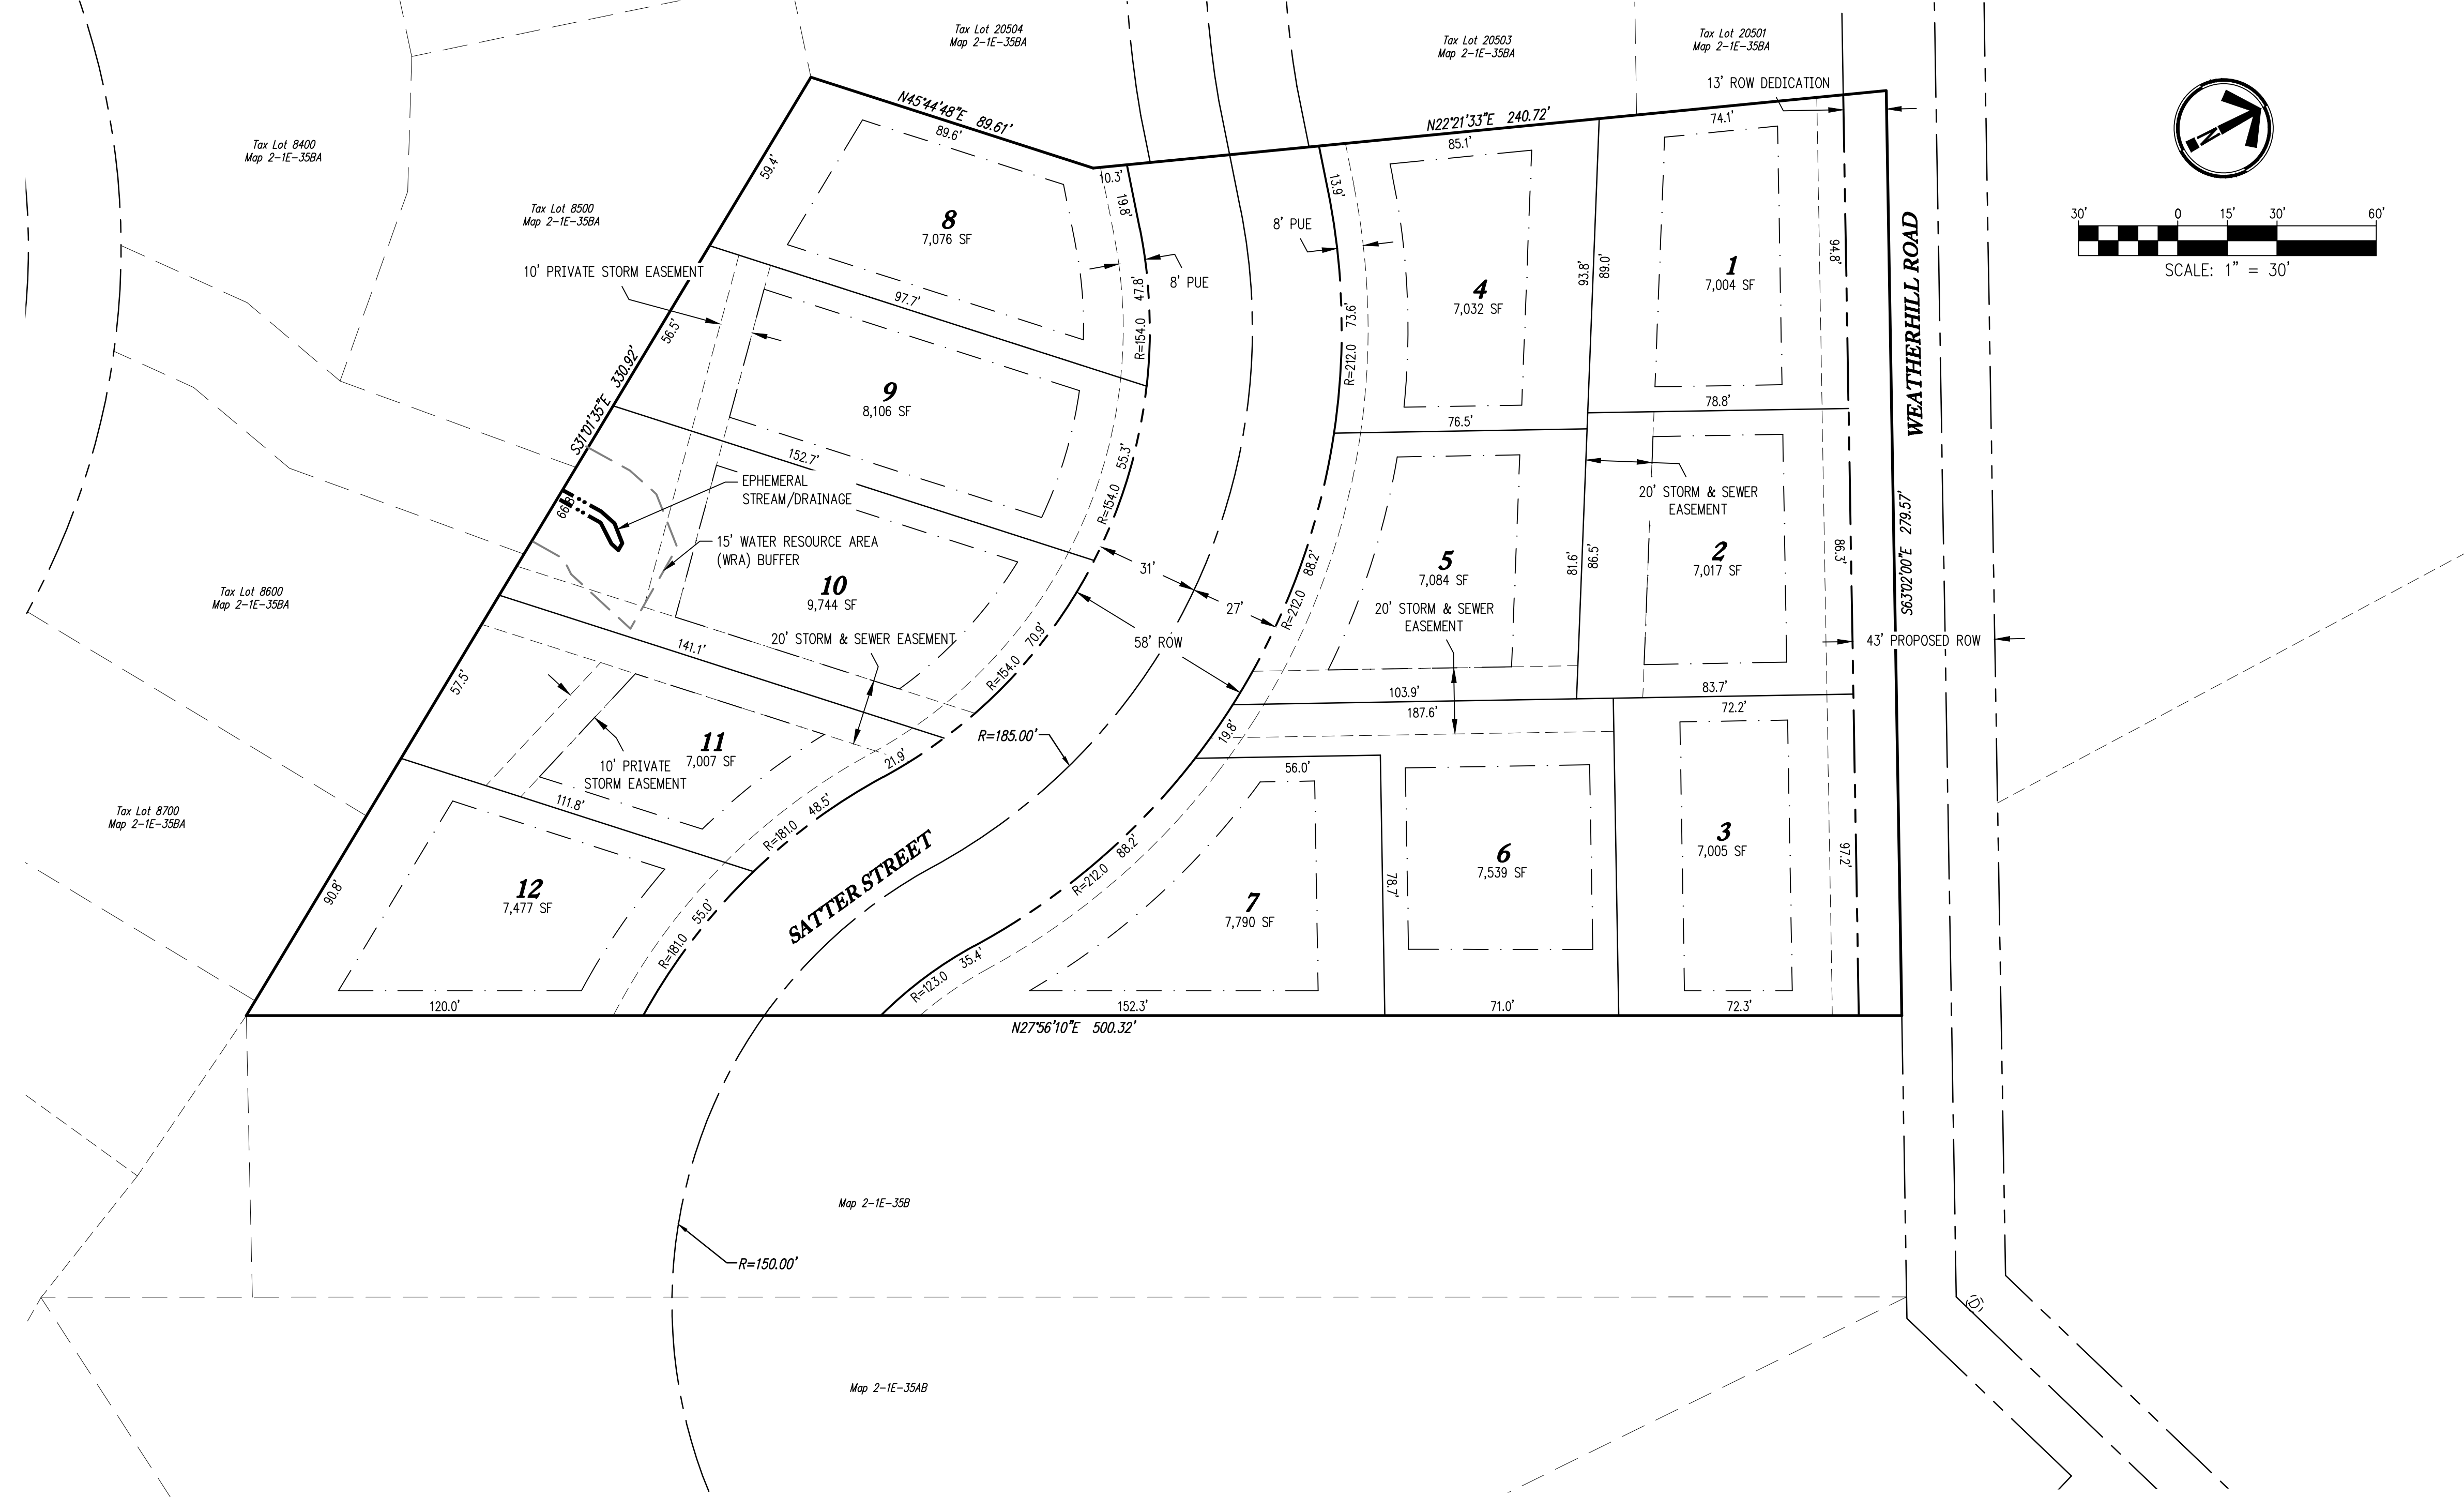 Tax Lot 20504
Map 2-1E-35BA
Tax Lot 20503
Map 2-1E-35BA
Tax Lot 20501
Map 2-1E-35BA
13' ROW DEDICATION
N
30' 0 15' 30' 60'
SCALE: 1" = 30'
Tax Lot 8400
Map 2-1E-35BA
Tax Lot 8500
Map 2-1E-35BA
Tax Lot 8600
Map 2-1E-35BA
Tax Lot 8700
Map 2-1E-35BA
N45°44'48"E 89.61'
89.6'
59.4'
10.3'
19.8'
8
7,076 SF
N22°21'33"E 240.72'
85.1'
74.1'
13.9'
8' PUE
8' PUE
4
7,032 SF
93.8'
89.0'
1
7,004 SF
94.8'
WEATHERHILL ROAD
10' PRIVATE STORM EASEMENT
97.7'
R=154.0 47.8'
R=212.0 73.6'
56.5'
S31°01'35"E 330.92'
9
8,106 SF
152.7'
R=154.0 55.3'
76.5'
78.8'
EPHEMERAL
STREAM/DRAINAGE
66.8'
15' WATER RESOURCE AREA
(WRA) BUFFER
10
9,744 SF
31'
27'
58' ROW
R=212.0 88.2'
5
7,084 SF
81.6'
86.5'
20' STORM & SEWER
EASEMENT
20' STORM & SEWER
EASEMENT
2
7,017 SF
86.3'
S63°02'00"E 279.57'
43' PROPOSED ROW
20' STORM & SEWER EASEMENT
141.1'
R=154.0 70.9'
57.5'
103.9'
83.7'
187.6'
72.2'
19.8'
R=185.00'
11
7,007 SF
10' PRIVATE
STORM EASEMENT
21.9'
111.8'
R=181.0 48.5'
56.0'
SATTER STREET
R=212.0 88.2'
12
7,477 SF
90.8'
R=181.0 55.0'
R=123.0 35.4'
7
7,790 SF
78.7'
6
7,539 SF
3
7,005 SF
97.2'
120.0'
152.3'
71.0'
72.3'
N27°56'10"E 500.32'
Map 2-1E-35B
R=150.00'
Map 2-1E-35AB